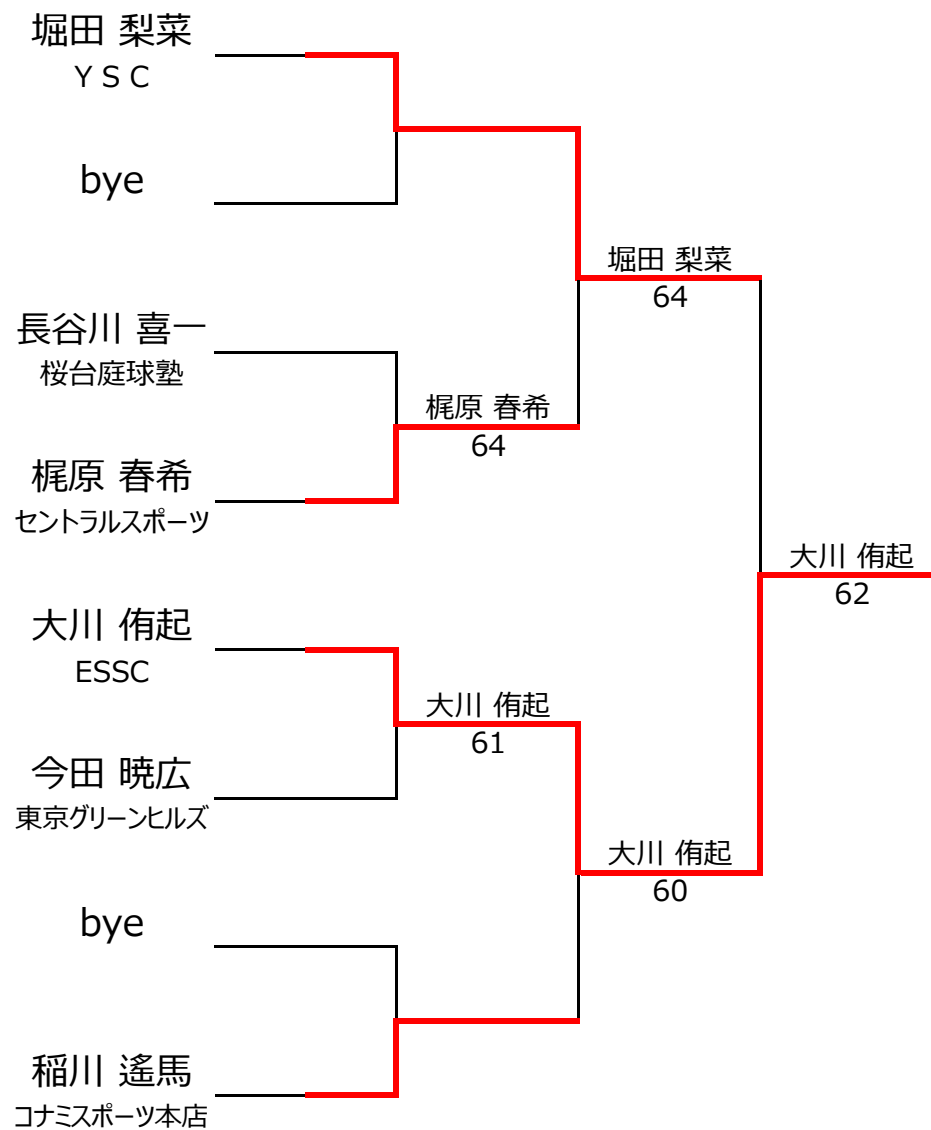 堀田 梨菜
ＹＳＣ
bye
長谷川 喜一
桜台庭球塾
梶原 春希
セントラルスポーツ
大川 侑起
ESSC
今田 暁広
東京グリーンヒルズ
bye
稲川 遙馬
コナミスポーツ本店
梶原 春希
64
大川 侑起
61
堀田 梨菜
64
大川 侑起
60
大川 侑起
62